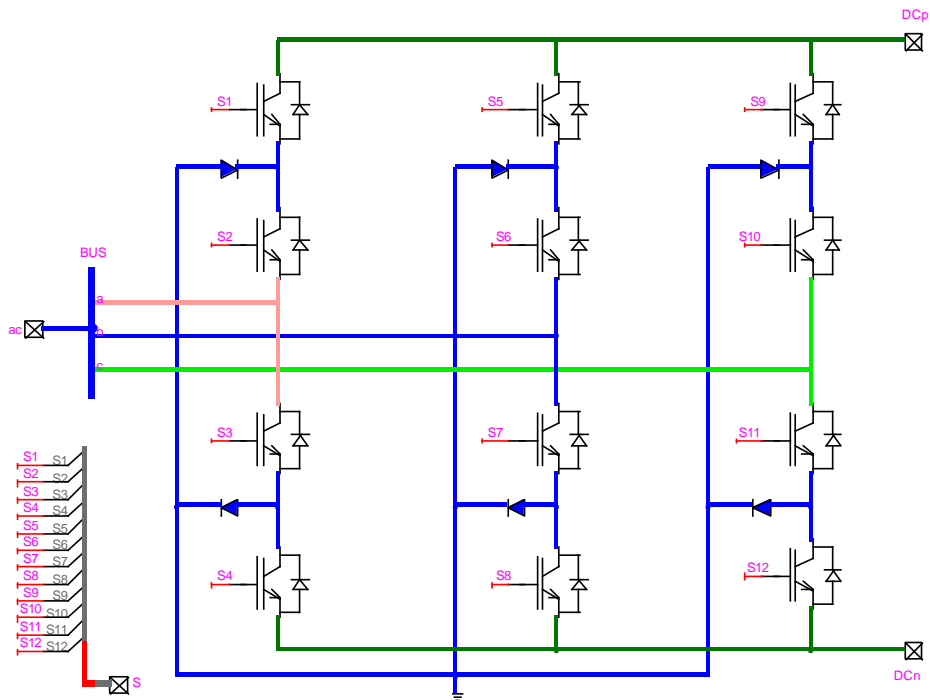 DCp
S1
S5
S9
S2
S6
S10
BUS
a
ac
b
c
S3
S7
S11
S4
S8
S12
S1 S1
S2 S2
S3 S3
S4 S4
S5 S5
S6 S6
S7 S7
S8 S8
S9 S9
S10 S10
S11 S11
S12 S12
S
DCn